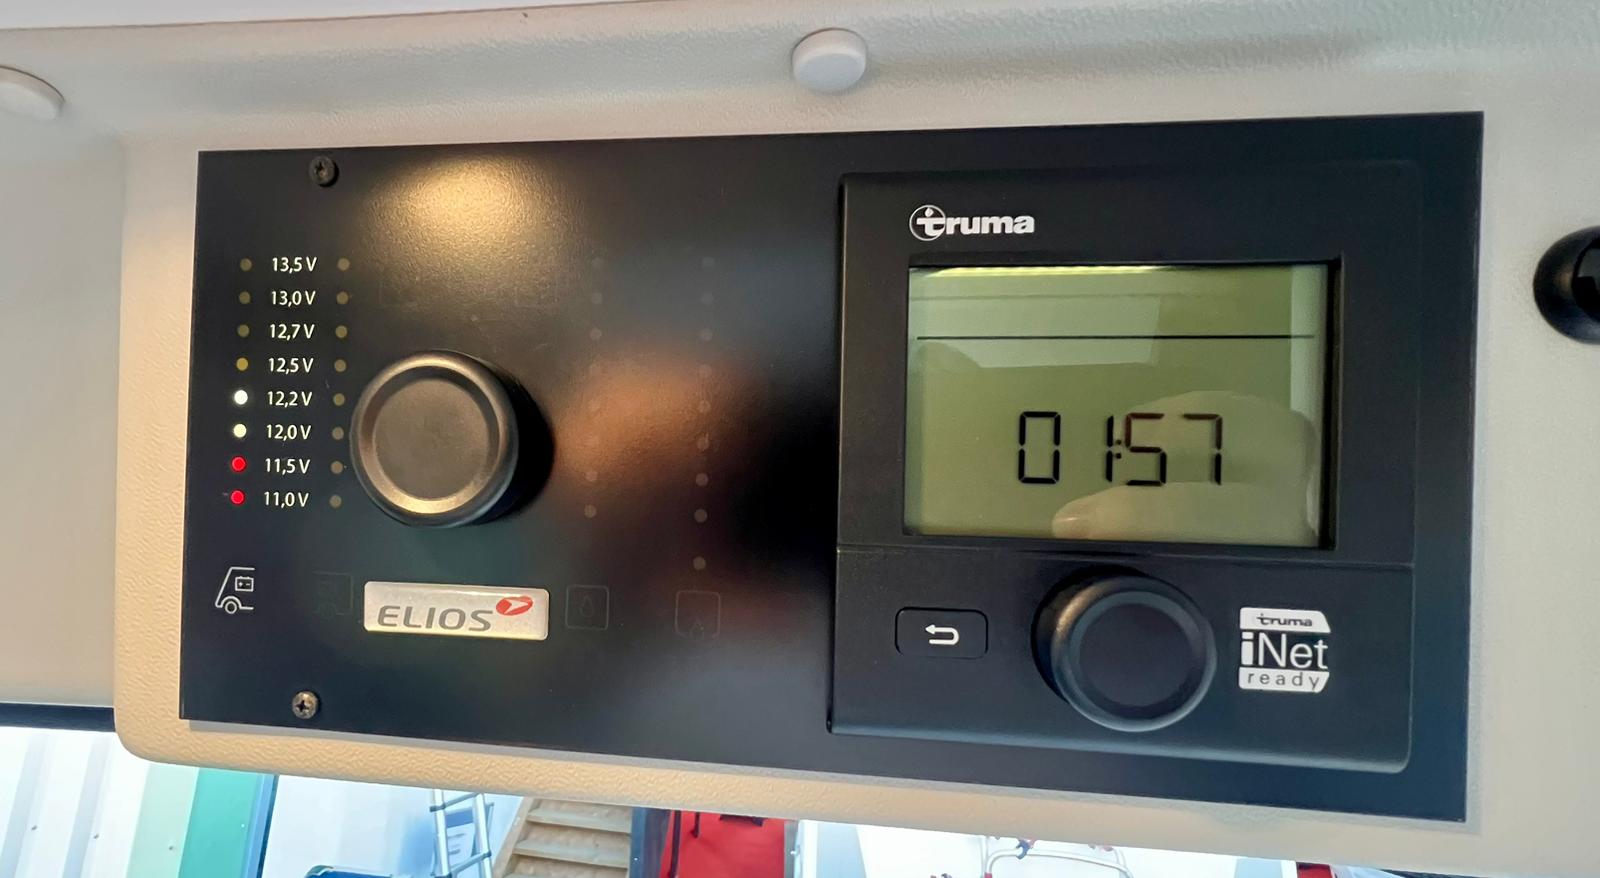 13,5 V
13,0 V
12,7 V
12,5 V
12,2 V
12,0 V
11,5 V
11,0 V
ELIOS
truma
01:57
truma
iNet
ready